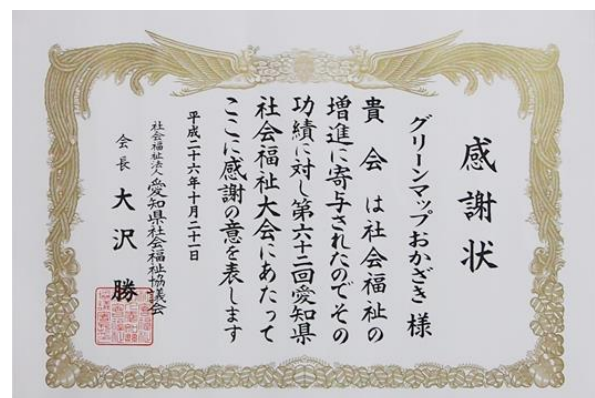 感謝状
グリーンマップおかざき 様
貴会は社会福祉の
増進に寄与されたのでその
功績に対し第六十二回愛知県
社会福祉大会にあたって
ここに感謝の意を表します
平成二十六年十月二十一日
社会福祉法人 愛知県社会福祉協議会
会長 大沢勝